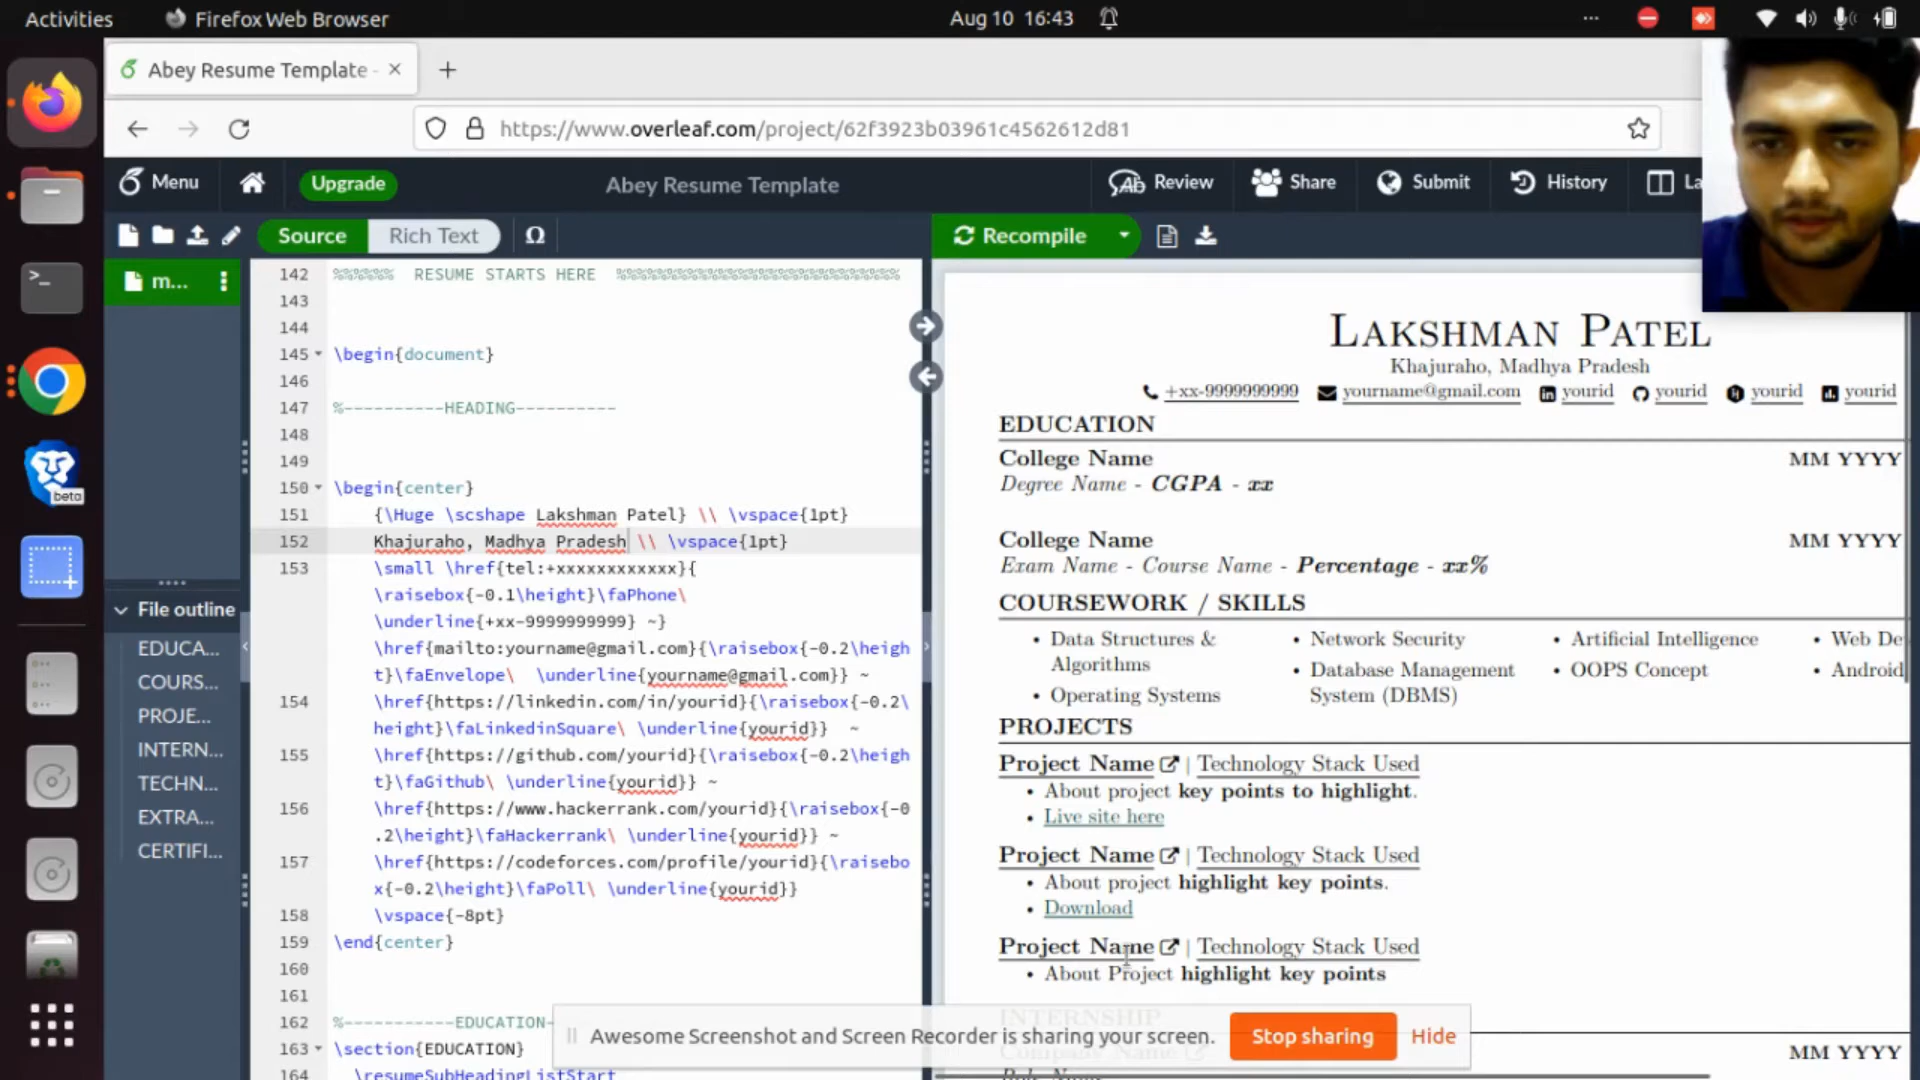 Activities Firefox Web Browser Aug 10 16:43
Abey Resume Template -
https://www.overleaf.com/project/62f3923b03961c4562612d81
Menu Upgrade Abey Resume Template Review Share Submit History La
Source Rich Text Ω Recompile
m...
File outline
EDUCA...
COURS...
PROJE...
INTERN...
TECHN...
EXTRA...
CERTIFI...
beta
142 %%%%%% RESUME STARTS HERE %%%%%%%%%%%%%%%%%%%%%%%%%%%%
143
144
145 \begin{document}
146
147 %----------HEADING----------
148
149
150 \begin{center}
151 {\Huge \scshape Lakshman Patel} \\ \vspace{1pt}
152 Khajuraho, Madhya Pradesh \\ \vspace{1pt}
153 \small \href{tel:+xxxxxxxxxxxx}{
\raisebox{-0.1\height}\faPhone\
\underline{+xx-9999999999} ~}
\href{mailto:yourname@gmail.com}{\raisebox{-0.2\heigh
t}\faEnvelope\ \underline{yourname@gmail.com}} ~
154 \href{https://linkedin.com/in/yourid}{\raisebox{-0.2\
height}\faLinkedinSquare\ \underline{yourid}} ~
155 \href{https://github.com/yourid}{\raisebox{-0.2\heigh
t}\faGithub\ \underline{yourid}} ~
156 \href{https://www.hackerrank.com/yourid}{\raisebox{-0
.2\height}\faHackerrank\ \underline{yourid}} ~
157 \href{https://codeforces.com/profile/yourid}{\raisebo
x{-0.2\height}\faPoll\ \underline{yourid}}
158 \vspace{-8pt}
159 \end{center}
160
161
162 %-----------EDUCATION-
163 \section{EDUCATION}
164 \resumeSubHeadingListStart
Lakshman Patel
Khajuraho, Madhya Pradesh
+xx-9999999999 yourname@gmail.com yourid yourid yourid yourid
EDUCATION
College Name MM YYYY
Degree Name - CGPA - xx
College Name MM YYYY
Exam Name - Course Name - Percentage - xx%
COURSEWORK / SKILLS
• Data Structures & • Network Security • Artificial Intelligence • Web De
Algorithms • Database Management • OOPS Concept • Android
• Operating Systems System (DBMS)
PROJECTS
Project Name | Technology Stack Used
• About project key points to highlight.
• Live site here
Project Name | Technology Stack Used
• About project highlight key points.
• Download
Project Name | Technology Stack Used
• About Project highlight key points
INTERNSHIP
Company Name MM YYYY
Awesome Screenshot and Screen Recorder is sharing your screen. Stop sharing Hide